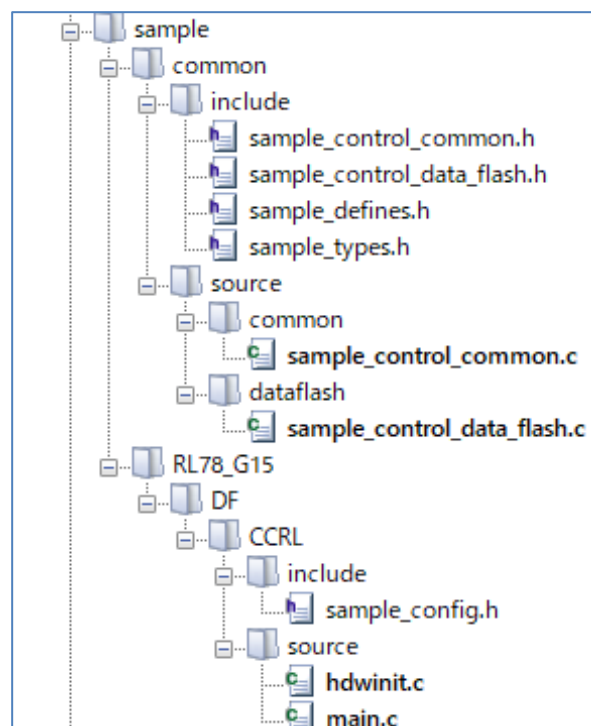 sample
common
include
sample_control_common.h
sample_control_data_flash.h
sample_defines.h
sample_types.h
source
common
sample_control_common.c
dataflash
sample_control_data_flash.c
RL78_G15
DF
CCRL
include
sample_config.h
source
hdwinit.c
main.c